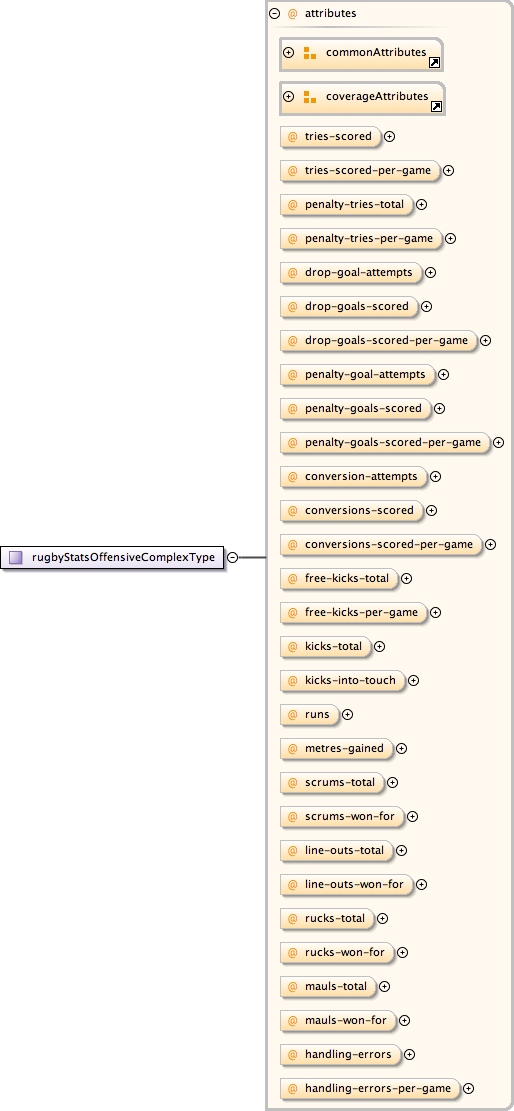 attributes
commonAttributes
coverageAttributes
@ tries-scored
@ tries-scored-per-game
@ penalty-tries-total
@ penalty-tries-per-game
@ drop-goal-attempts
@ drop-goals-scored
@ drop-goals-scored-per-game
@ penalty-goal-attempts
@ penalty-goals-scored
@ penalty-goals-scored-per-game
@ conversion-attempts
@ conversions-scored
@ conversions-scored-per-game
rugbyStatsOffensiveComplexType
@ free-kicks-total
@ free-kicks-per-game
@ kicks-total
@ kicks-into-touch
@ runs
@ metres-gained
@ scrums-total
@ scrums-won-for
@ line-outs-total
@ line-outs-won-for
@ rucks-total
@ rucks-won-for
@ mauls-total
@ mauls-won-for
@ handling-errors
@ handling-errors-per-game